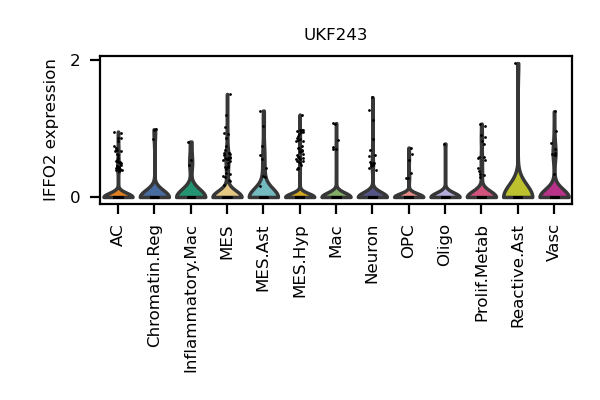 UKF243
IFFO2 expression
2
0
AC
Chromatin.Reg
Inflammatory.Mac
MES
MES.Ast
MES.Hyp
Mac
Neuron
OPC
Oligo
Prolif.Metab
Reactive.Ast
Vasc